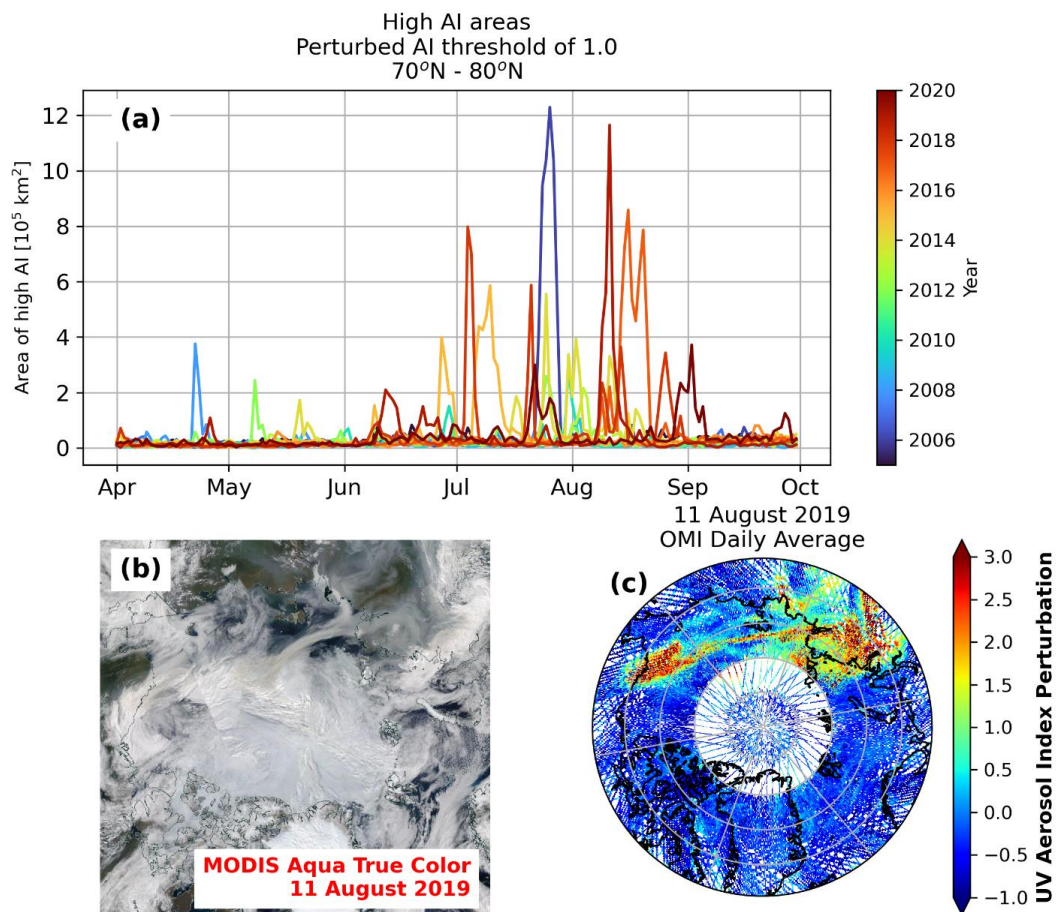 High AI areas
Perturbed AI threshold of 1.0
70°N - 80°N
(a)
Area of high AI [10⁵ km²]
12
10
8
6
4
2
0
Apr May Jun Jul Aug Sep Oct
2020
2018
2016
2014
2012
2010
2008
2006
Year
(b)
MODIS Aqua True Color
11 August 2019
11 August 2019
OMI Daily Average
(c)
3.0
2.5
2.0
1.5
1.0
0.5
0.0
−0.5
−1.0
UV Aerosol Index Perturbation